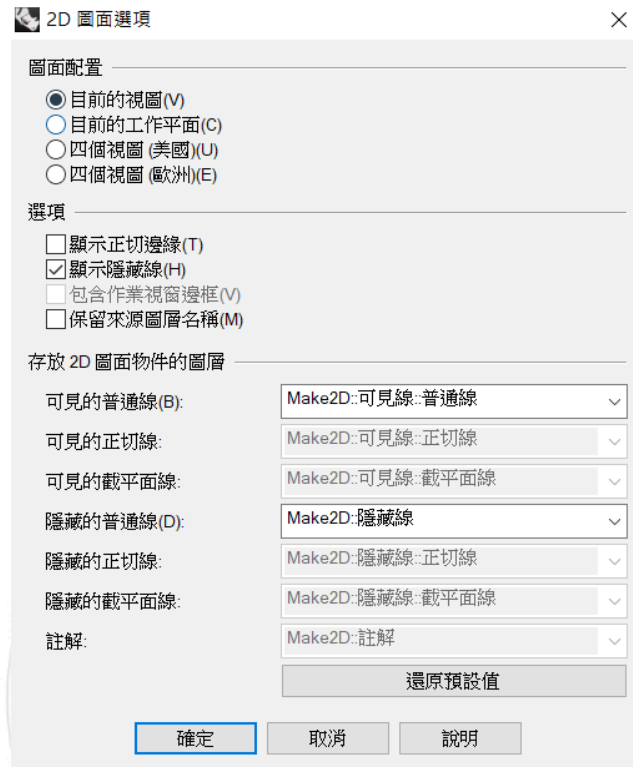 2D 圖面選項
圖面配置
目前的視圖(V)
目前的工作平面(C)
四個視圖 (美國)(U)
四個視圖 (歐洲)(E)
選項
顯示正切邊緣(T)
顯示隱藏線(H)
包含作業視窗邊框(V)
保留來源圖層名稱(M)
存放 2D 圖面物件的圖層
可見的普通線(B): Make2D::可見線::普通線
可見的正切線: Make2D::可見線::正切線
可見的截平面線: Make2D::可見線::截平面線
隱藏的普通線(D): Make2D::隱藏線
隱藏的正切線: Make2D::隱藏線::正切線
隱藏的截平面線: Make2D::隱藏線::截平面線
註解: Make2D::註解
還原預設值
確定 取消 說明